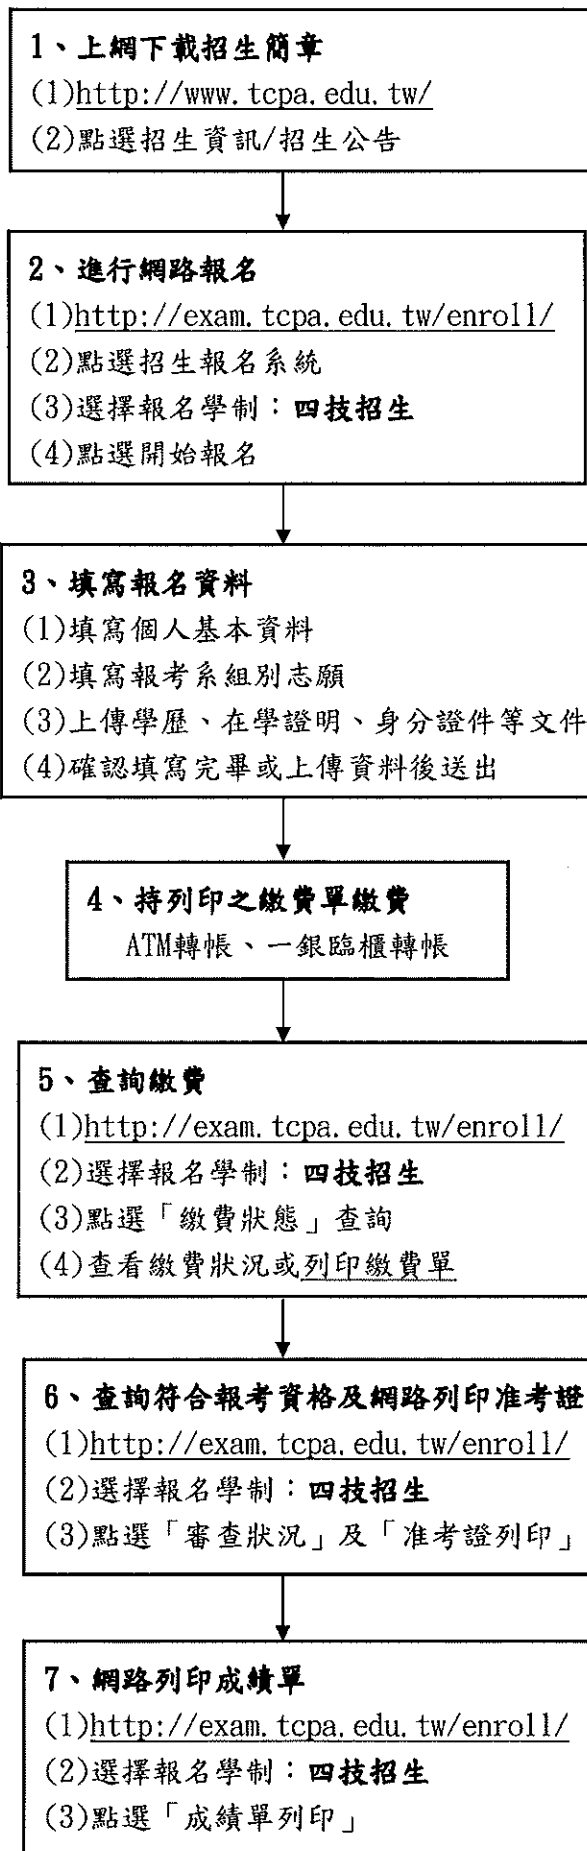 1、上網下載招生簡章
(1)http://www.tcpa.edu.tw/
(2)點選招生資訊/招生公告
2、進行網路報名
(1)http://exam.tcpa.edu.tw/enroll/
(2)點選招生報名系統
(3)選擇報名學制：四技招生
(4)點選開始報名
3、填寫報名資料
(1)填寫個人基本資料
(2)填寫報考系組別志願
(3)上傳學歷、在學證明、身分證件等文件
(4)確認填寫完畢或上傳資料後送出
4、持列印之繳費單繳費
ATM轉帳、一銀臨櫃轉帳
5、查詢繳費
(1)http://exam.tcpa.edu.tw/enroll/
(2)選擇報名學制：四技招生
(3)點選「繳費狀態」查詢
(4)查看繳費狀況或列印繳費單
6、查詢符合報考資格及網路列印准考證
(1)http://exam.tcpa.edu.tw/enroll/
(2)選擇報名學制：四技招生
(3)點選「審查狀況」及「准考證列印」
7、網路列印成績單
(1)http://exam.tcpa.edu.tw/enroll/
(2)選擇報名學制：四技招生
(3)點選「成績單列印」